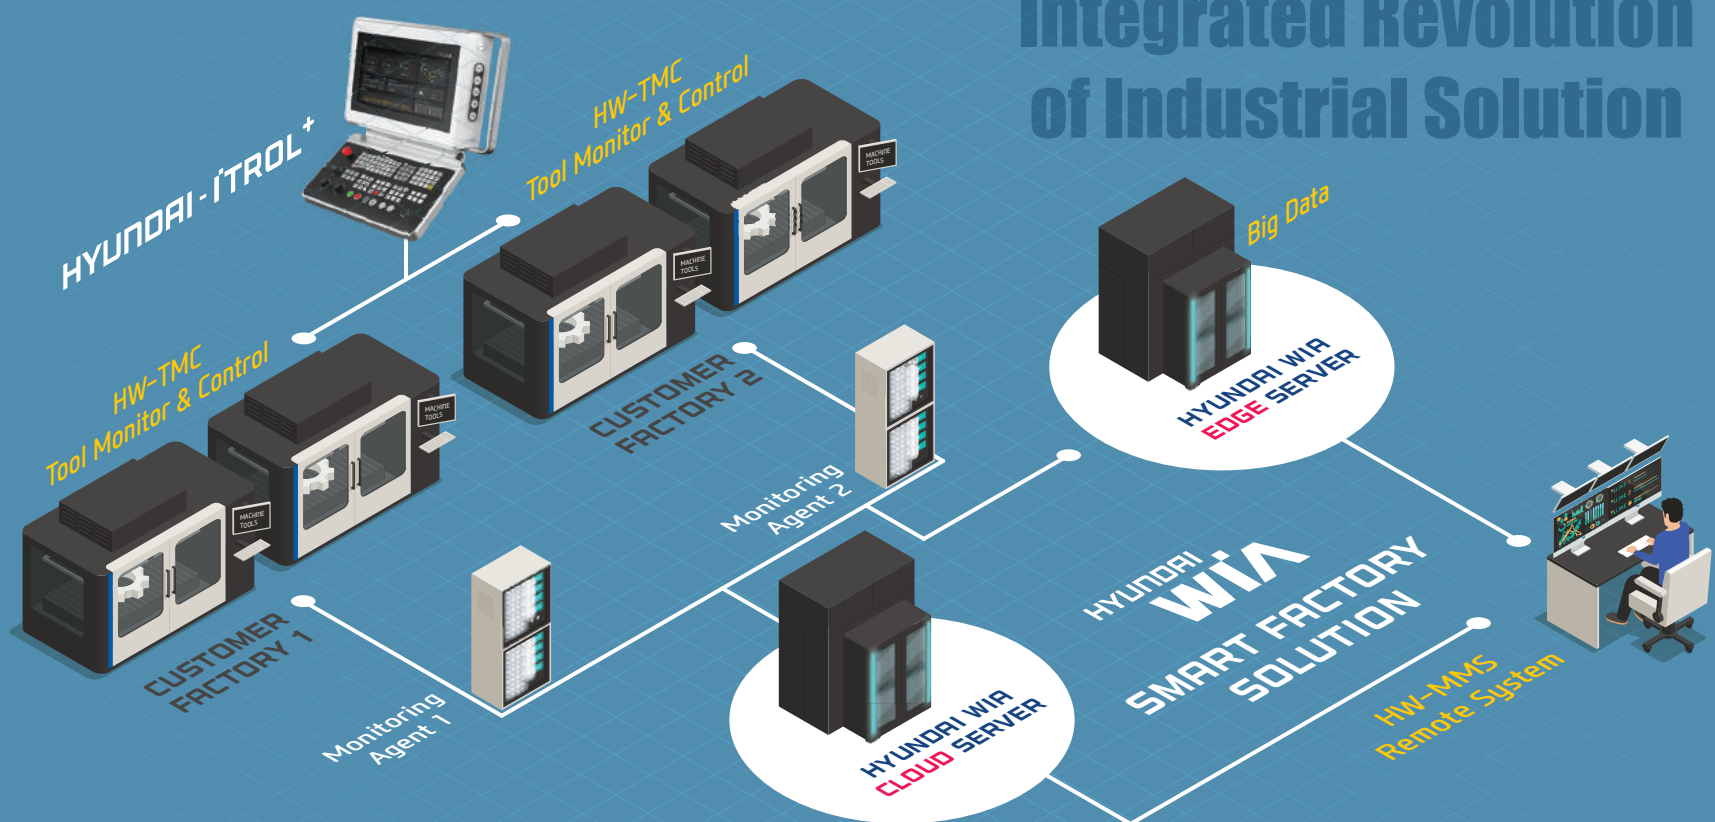 Integrated Revolution
of Industrial Solution
HYUNDAI-iTROL+
HW-TMC
Tool Monitor & Control
MACHINE
TOOLS
MACHINE
TOOLS
Big Data
HW-TMC
Tool Monitor & Control
MACHINE
TOOLS
MACHINE
TOOLS
CUSTOMER
FACTORY 2
HYUNDAI WIA
EDGE SERVER
Monitoring
Agent 2
CUSTOMER
FACTORY 1
Monitoring
Agent 1
HYUNDAI
WIA
SMART FACTORY
SOLUTION
HYUNDAI WIA
CLOUD SERVER
HW-MMS
Remote System